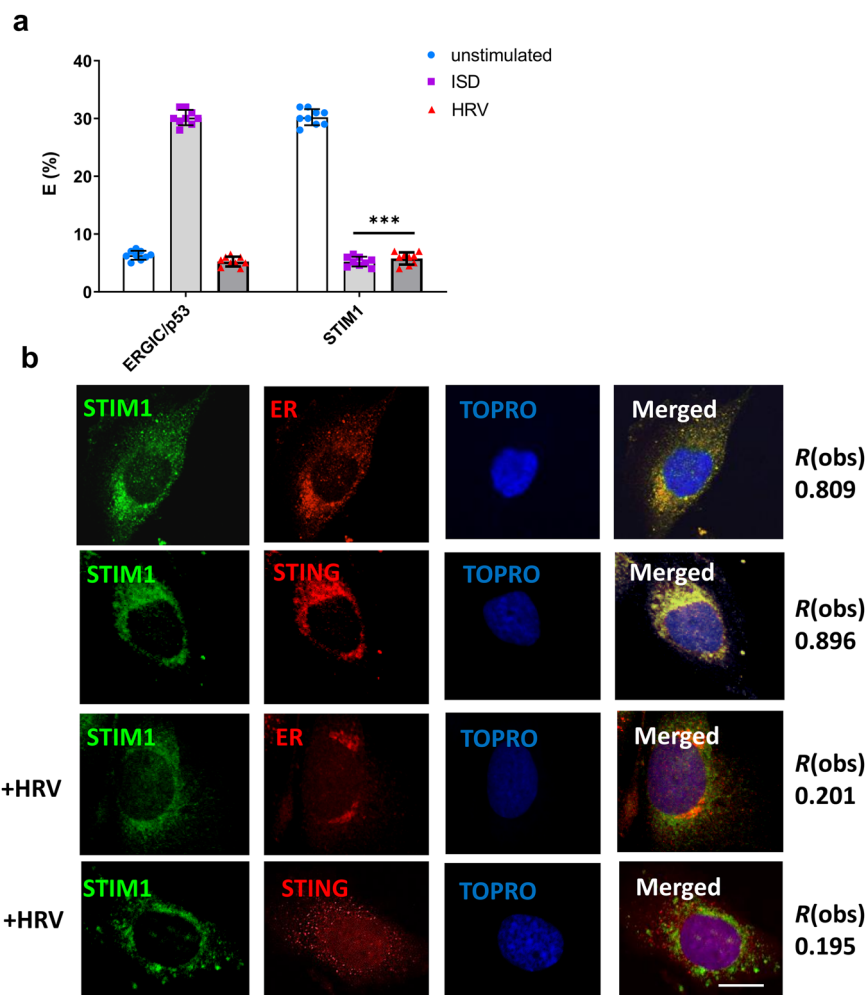 a
40
30
20
10
0
E (%)
unstimulated
ISD
HRV
***
ERGIC/p53
STIM1
b
STIM1 ER TOPRO Merged
R(obs)
0.809
STIM1 STING TOPRO Merged
R(obs)
0.896
+HRV
STIM1 ER TOPRO Merged
R(obs)
0.201
+HRV
STIM1 STING TOPRO Merged
R(obs)
0.195